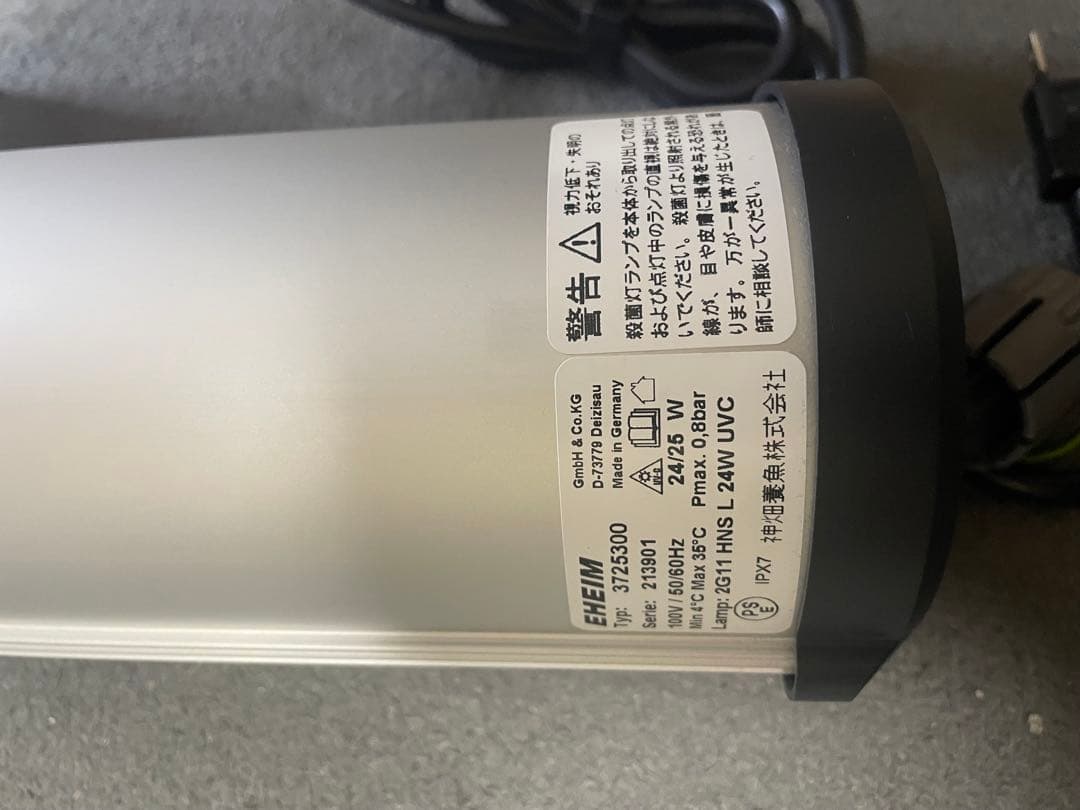 警告 視力低下・失明の
おそれあり
殺菌灯ランプを本体から取り出しての点灯
および点灯中のランプの直視は絶対にしな
いでください。殺菌灯より照射される紫外
線が、目や皮膚に損傷を与える恐れがあ
ります。万が一異常が生じたときは、
師に相談してください。
EHEIM GmbH & Co.KG
D-73779 Deizisau
Typ: 3725300 Made in Germany
Serie: 213901
100V / 50/60Hz 24/25 W
Min 4°C Max 35°C Pmax. 0,8bar
Lamp: 2G11 HNS L 24W UVC
PS
E IPX7 神畑養魚株式会社